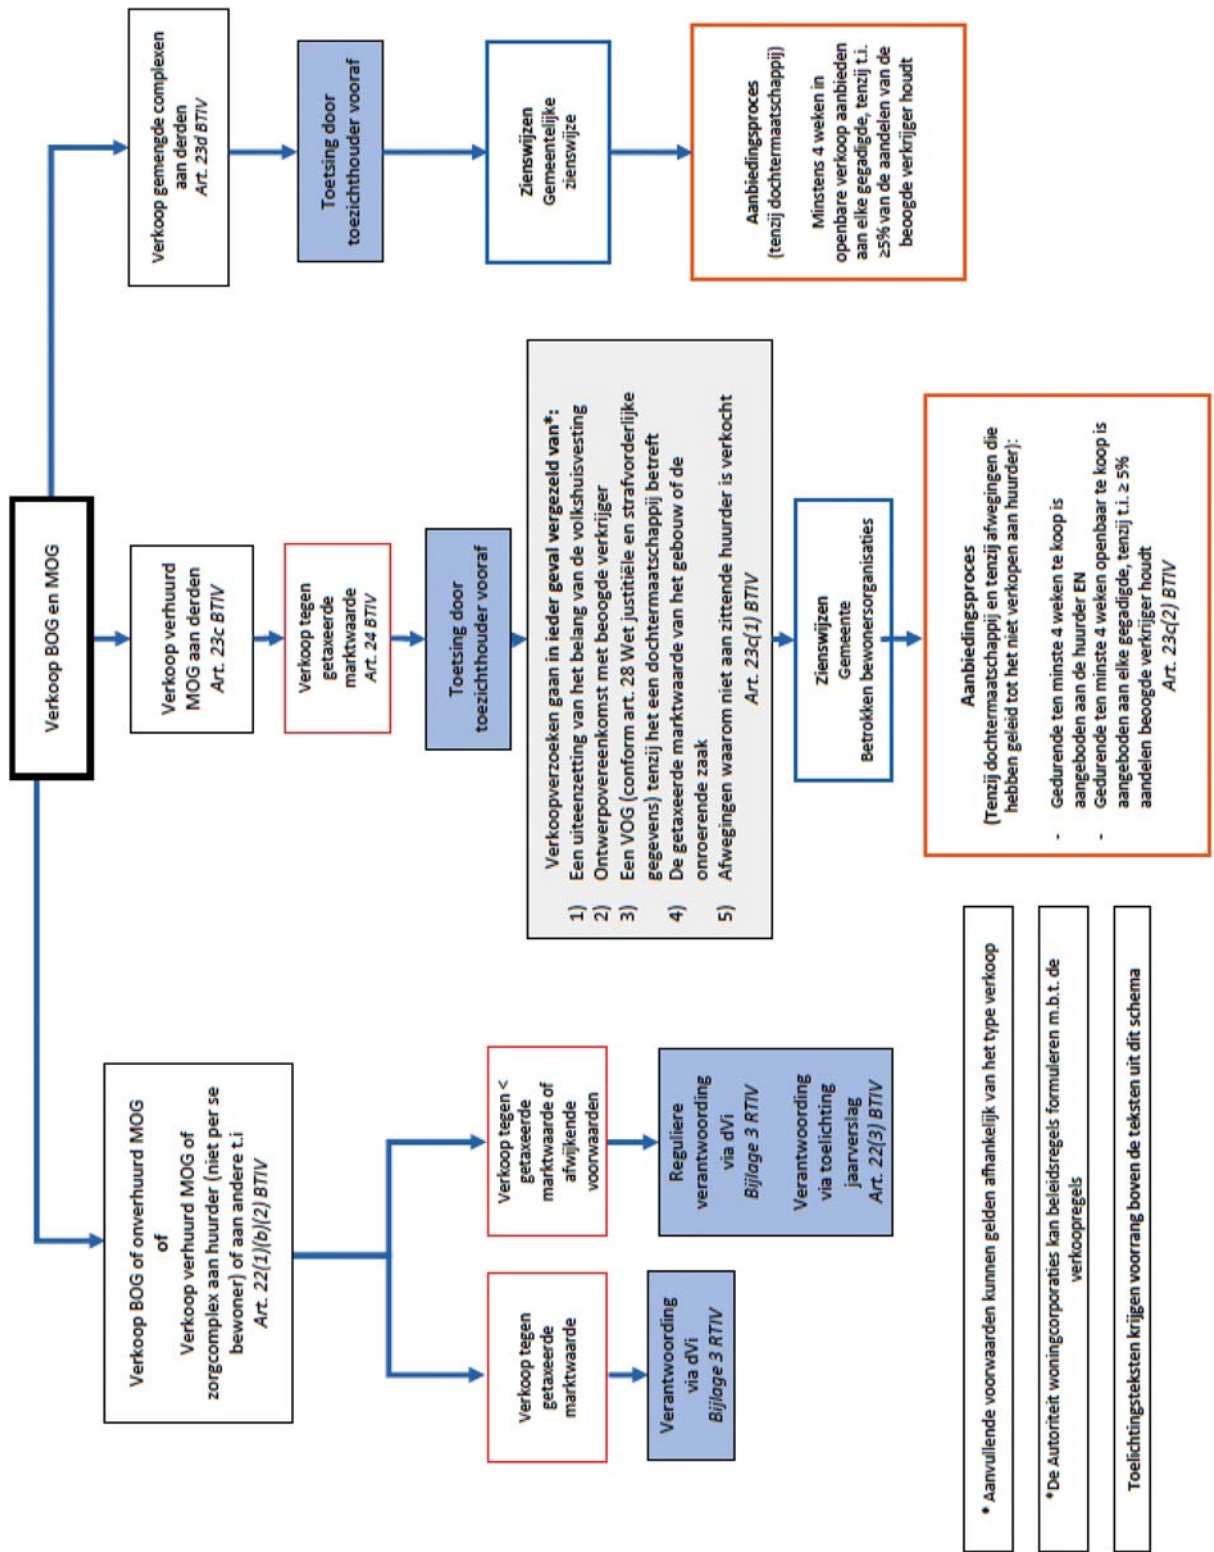 Verkoop BOG en MOG
Verkoop BOG of onverhuurd MOG
of
Verkoop verhuurd MOG of
zorgcomplex aan huurder (niet per se
bewoner) of aan andere t.i
Art. 22(1)(b)(2) BTIV
Verkoop tegen
getaxeerde
marktwaarde
Verantwoording
via dVi
Bijlage 3 RTIV
Verkoop tegen <
getaxeerde
marktwaarde of
afwijkende
voorwaarden
Reguliere
verantwoording
via dVi
Bijlage 3 RTIV
Verantwoording
via toelichting
jaarverslag
Art. 22(3) BTIV
Verkoop verhuurd
MOG aan derden
Art. 23c BTIV
Verkoop tegen
getaxeerde
marktwaarde
Art. 24 BTIV
Toetsing door
toezichthouder vooraf
Verkoopverzoeken gaan in ieder geval vergezeld van*:
1) Een uiteenzetting van het belang van de volkshuisvesting
2) Ontwerpovereenkomst met beoogde verkrijger
3) Een VOG (conform art. 28 Wet justitiële en strafvorderlijke
gegevens) tenzij het een dochtermaatschappij betreft
4) De getaxeerde marktwaarde van het gebouw of de
onroerende zaak
5) Afwegingen waarom niet aan zittende huurder is verkocht
Art. 23c(1) BTIV
Zienswijzen
Gemeente
Betrokken bewonersorganisaties
Aanbiedingsproces
(Tenzij dochtermaatschappij en tenzij afwegingen die
hebben geleid tot het niet verkopen aan huurder):
- Gedurende ten minste 4 weken te koop is
aangeboden aan de huurder EN
- Gedurende ten minste 4 weken openbaar te koop is
aangeboden aan elke gegadigde, tenzij t.i. ≥ 5%
aandelen beoogde verkrijger houdt
Art. 23c(2) BTIV
Verkoop gemengde complexen
aan derden
Art. 23d BTIV
Toetsing door
toezichthouder vooraf
Zienswijzen
Gemeentelijke
zienswijze
Aanbiedingsproces
(tenzij dochtermaatschappij)
Minstens 4 weken in
openbare verkoop aanbieden
aan elke gegadigde, tenzij t.i.
≥5% van de aandelen van de
beoogde verkrijger houdt
* Aanvullende voorwaarden kunnen gelden afhankelijk van het type verkoop
*De Autoriteit woningcorporaties kan beleidsregels formuleren m.b.t. de
verkoopregels
Toelichtingsteksten krijgen voorrang boven de teksten uit dit schema